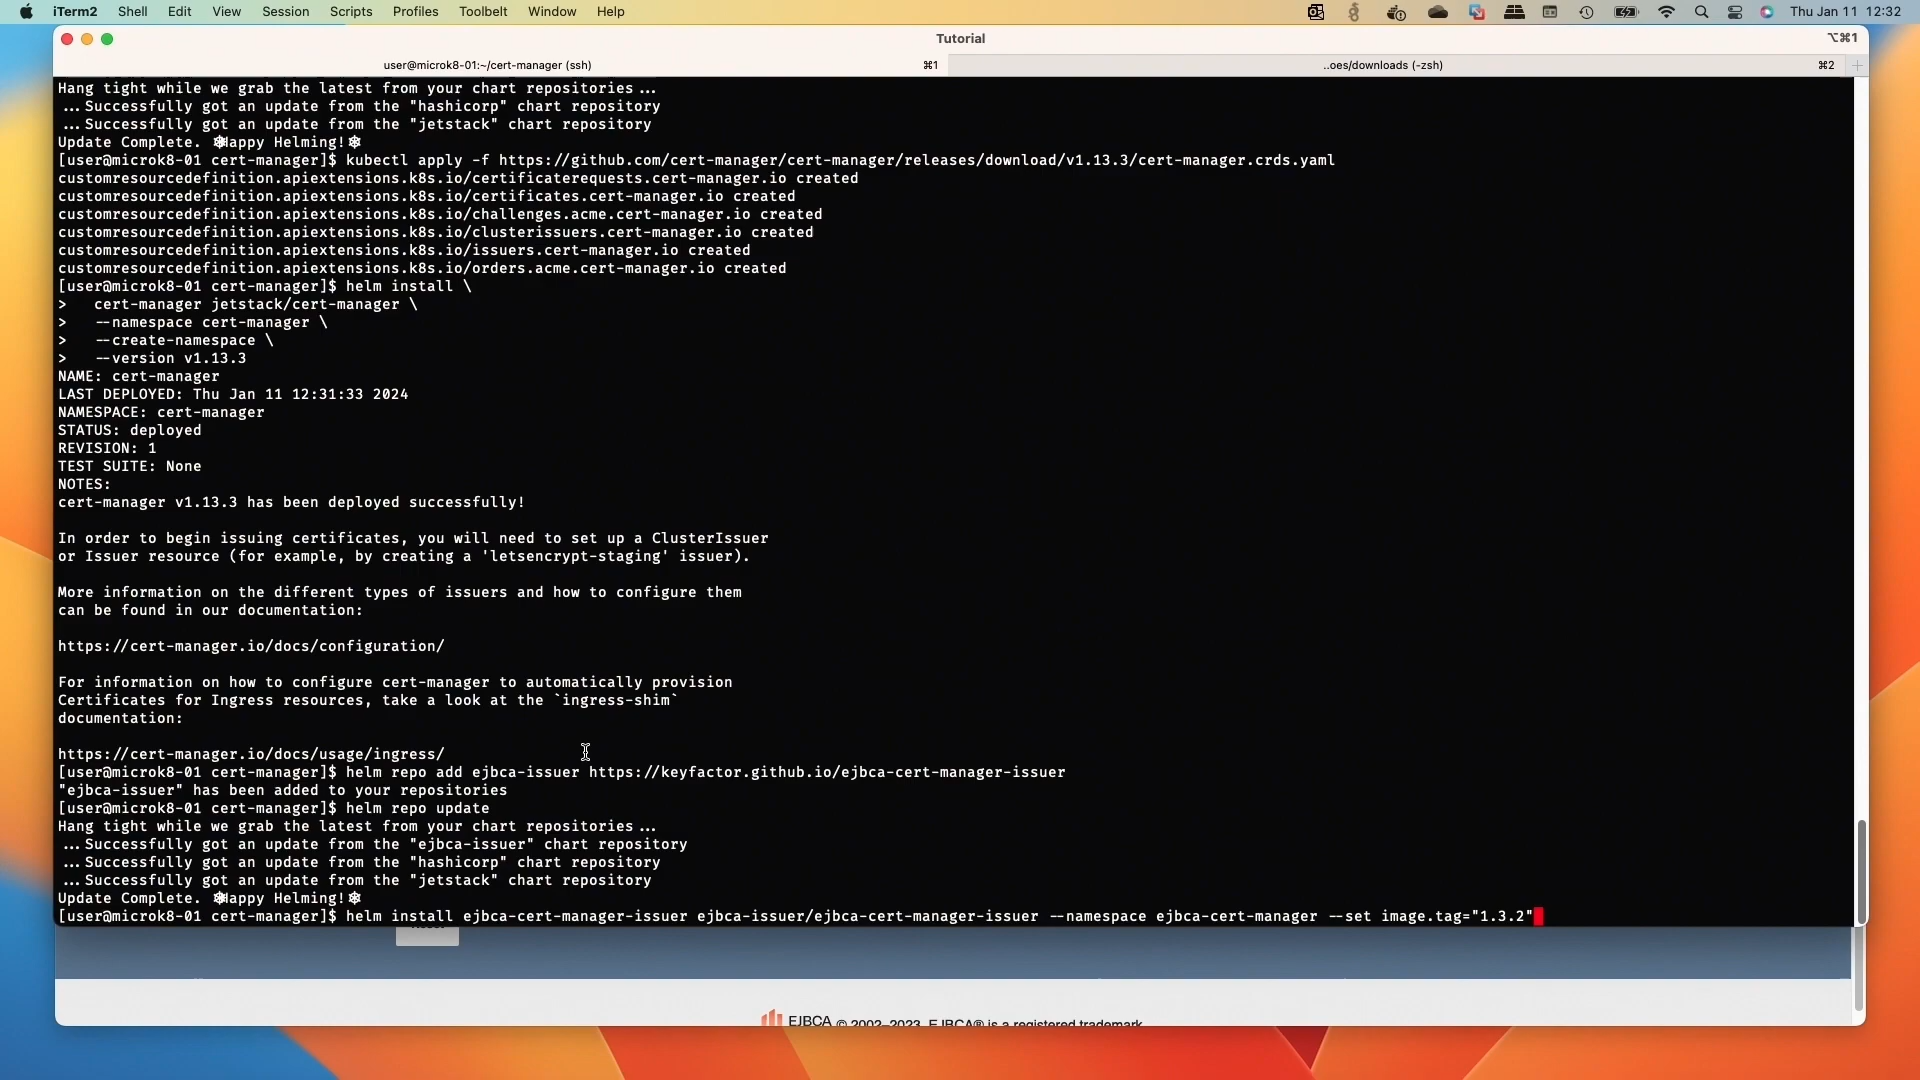 iTerm2 Shell Edit View Session Scripts Profiles Toolbelt Window Help Thu Jan 11 12:32
Tutorial ⌥⌘1
user@microk8-01:~/cert-manager (ssh) ⌘1 ..oes/downloads (-zsh) ⌘2
Hang tight while we grab the latest from your chart repositories...
...Successfully got an update from the "hashicorp" chart repository
...Successfully got an update from the "jetstack" chart repository
Update Complete. ⎈Happy Helming!⎈
[user@microk8-01 cert-manager]$ kubectl apply -f https://github.com/cert-manager/cert-manager/releases/download/v1.13.3/cert-manager.crds.yaml
customresourcedefinition.apiextensions.k8s.io/certificaterequests.cert-manager.io created
customresourcedefinition.apiextensions.k8s.io/certificates.cert-manager.io created
customresourcedefinition.apiextensions.k8s.io/challenges.acme.cert-manager.io created
customresourcedefinition.apiextensions.k8s.io/clusterissuers.cert-manager.io created
customresourcedefinition.apiextensions.k8s.io/issuers.cert-manager.io created
customresourcedefinition.apiextensions.k8s.io/orders.acme.cert-manager.io created
[user@microk8-01 cert-manager]$ helm install \
>   cert-manager jetstack/cert-manager \
>   --namespace cert-manager \
>   --create-namespace \
>   --version v1.13.3
NAME: cert-manager
LAST DEPLOYED: Thu Jan 11 12:31:33 2024
NAMESPACE: cert-manager
STATUS: deployed
REVISION: 1
TEST SUITE: None
NOTES:
cert-manager v1.13.3 has been deployed successfully!
In order to begin issuing certificates, you will need to set up a ClusterIssuer
or Issuer resource (for example, by creating a 'letsencrypt-staging' issuer).
More information on the different types of issuers and how to configure them
can be found in our documentation:
https://cert-manager.io/docs/configuration/
For information on how to configure cert-manager to automatically provision
Certificates for Ingress resources, take a look at the `ingress-shim`
documentation:
https://cert-manager.io/docs/usage/ingress/
[user@microk8-01 cert-manager]$ helm repo add ejbca-issuer https://keyfactor.github.io/ejbca-cert-manager-issuer
"ejbca-issuer" has been added to your repositories
[user@microk8-01 cert-manager]$ helm repo update
Hang tight while we grab the latest from your chart repositories...
...Successfully got an update from the "ejbca-issuer" chart repository
...Successfully got an update from the "hashicorp" chart repository
...Successfully got an update from the "jetstack" chart repository
Update Complete. ⎈Happy Helming!⎈
[user@microk8-01 cert-manager]$ helm install ejbca-cert-manager-issuer ejbca-issuer/ejbca-cert-manager-issuer --namespace ejbca-cert-manager --set image.tag="1.3.2"
EJBCA © 2002–2023. EJBCA® is a registered trademark